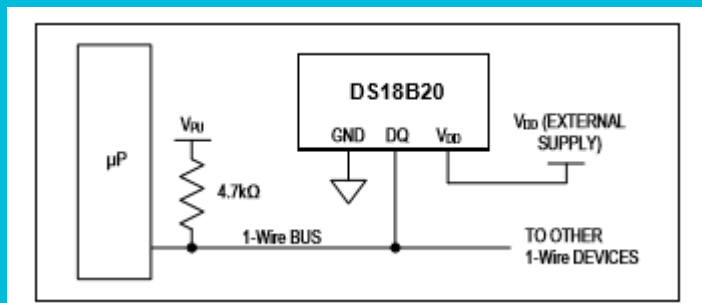 DS18B20
GND DQ VDD
VDD (EXTERNAL
SUPPLY)
VPU
µP
4.7kΩ
1-Wire BUS
TO OTHER
1-Wire DEVICES